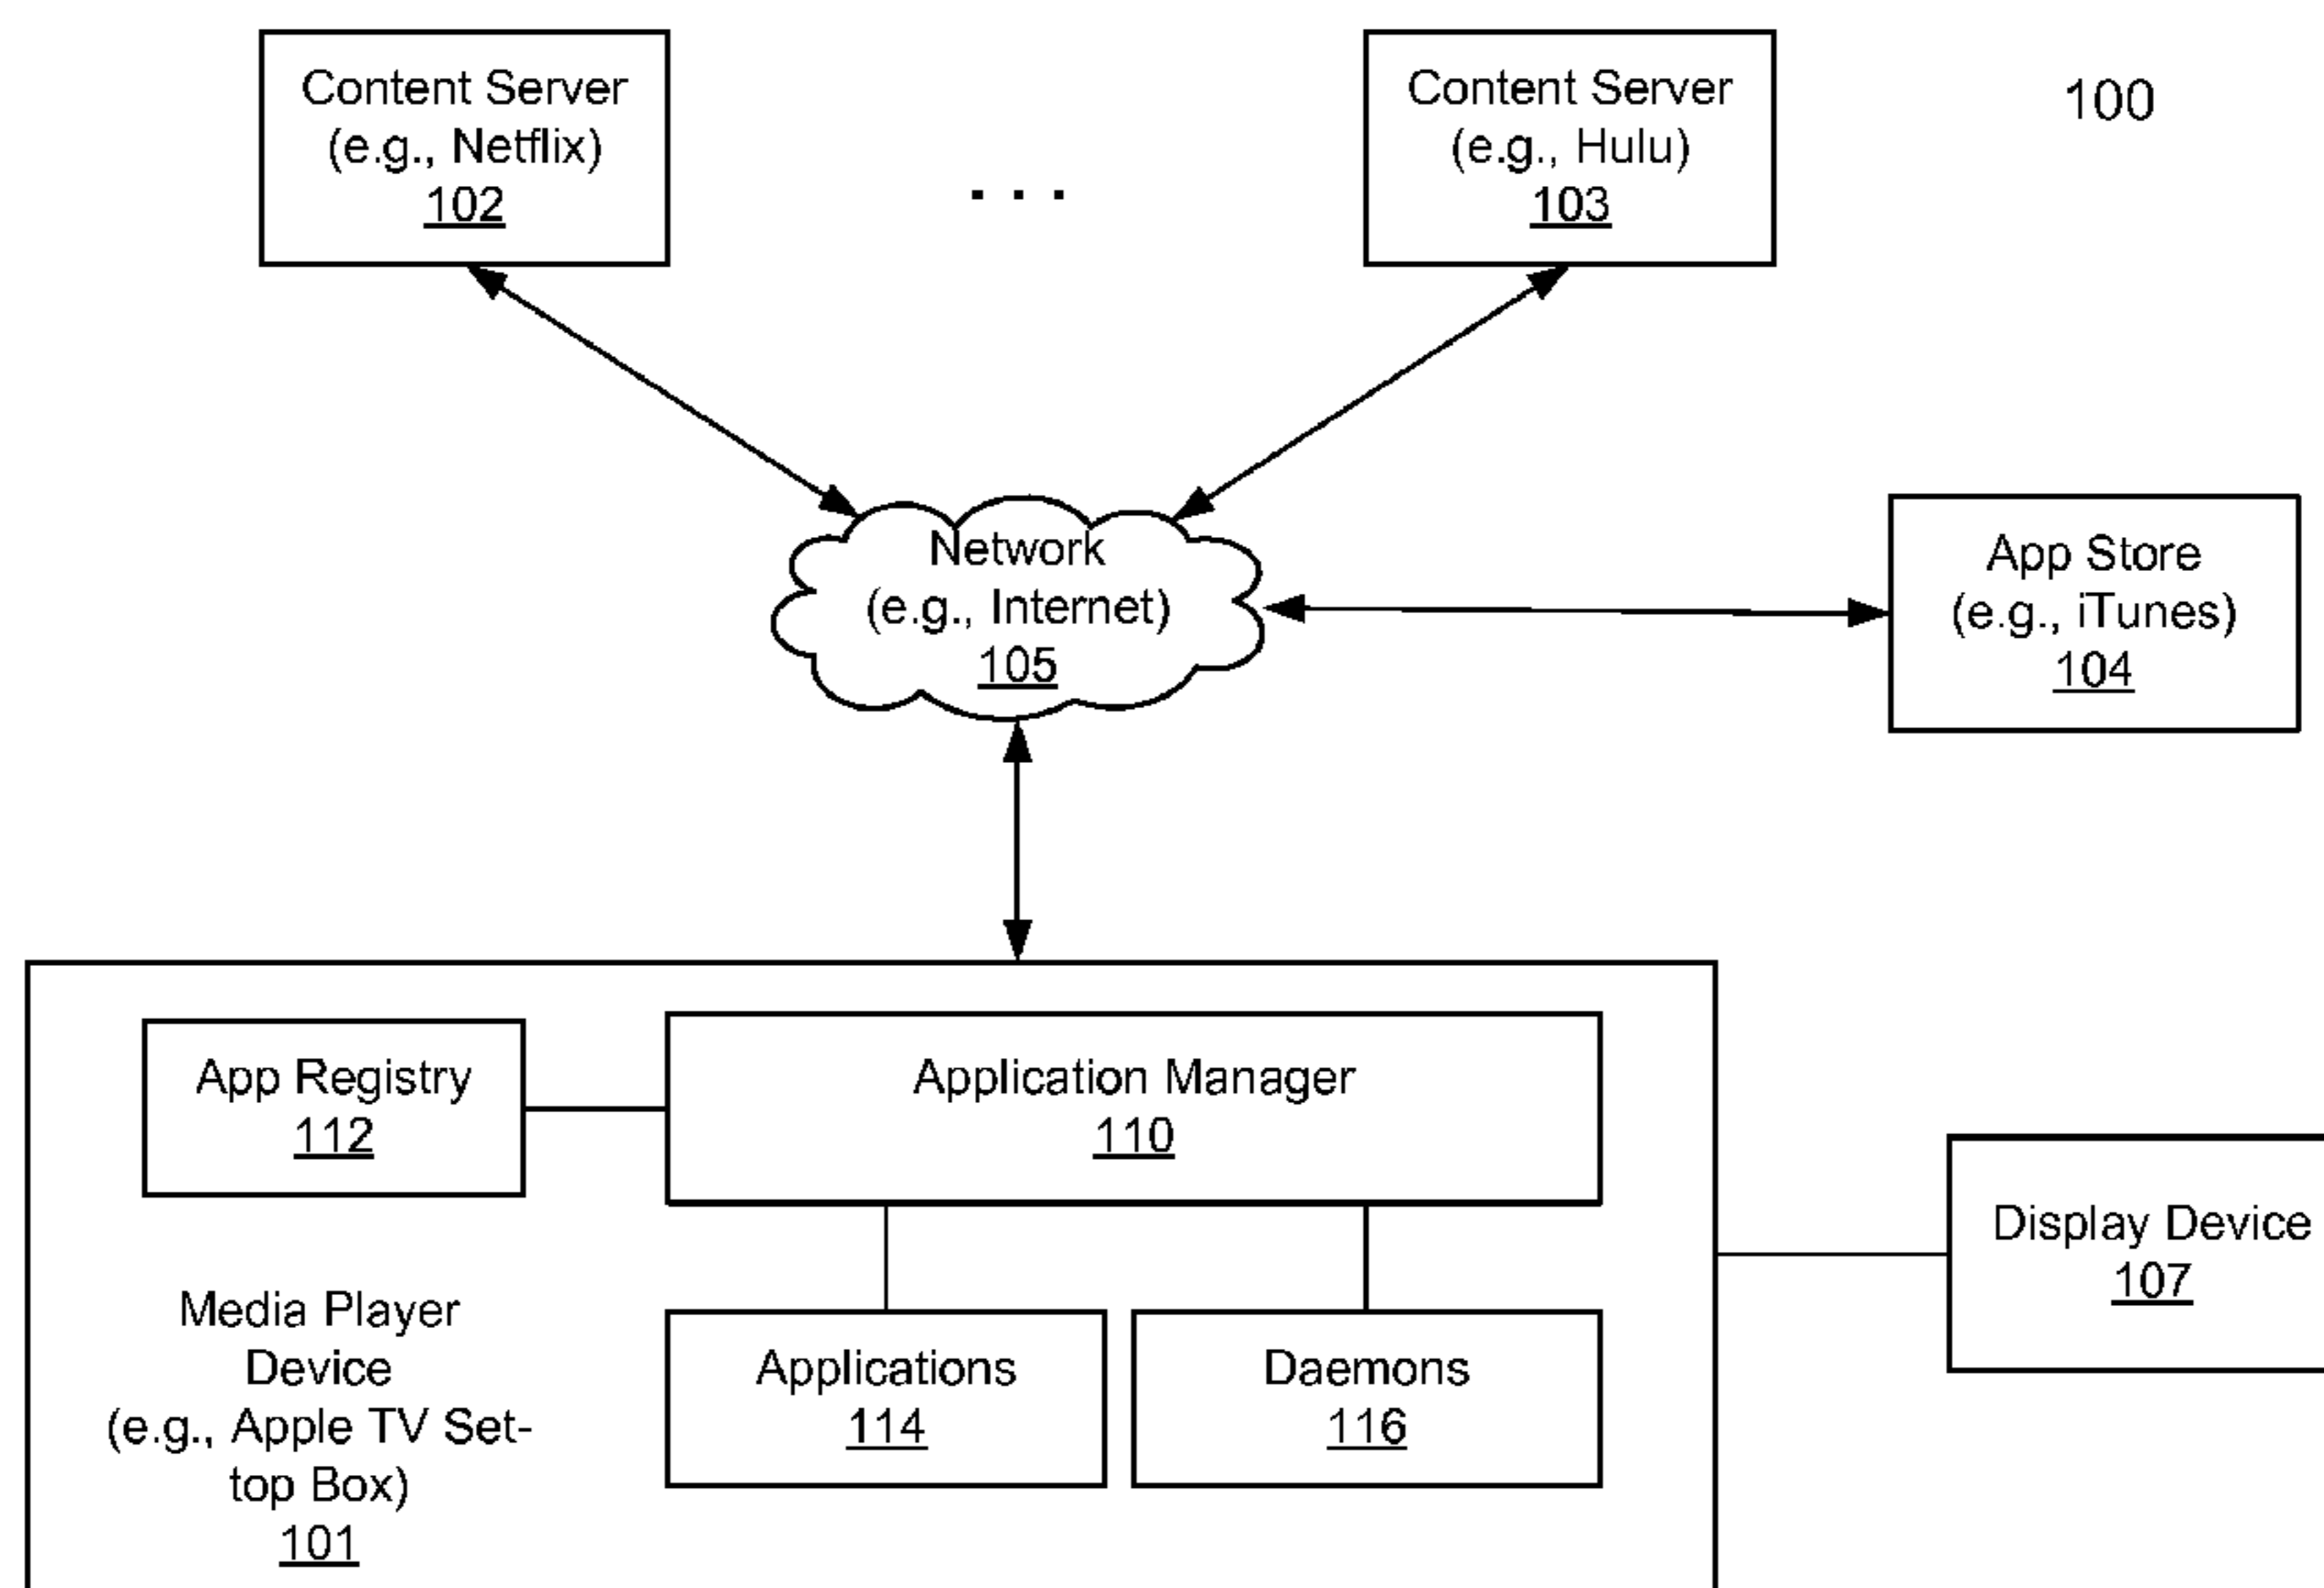 Content Server
(e.g., Netflix)
102
. . .
Content Server
(e.g., Hulu)
103
100
Network
(e.g., Internet)
105
App Store
(e.g., iTunes)
104
App Registry
112
Application Manager
110
Media Player
Device
(e.g., Apple TV Set-
top Box)
101
Applications
114
Daemons
116
Display Device
107